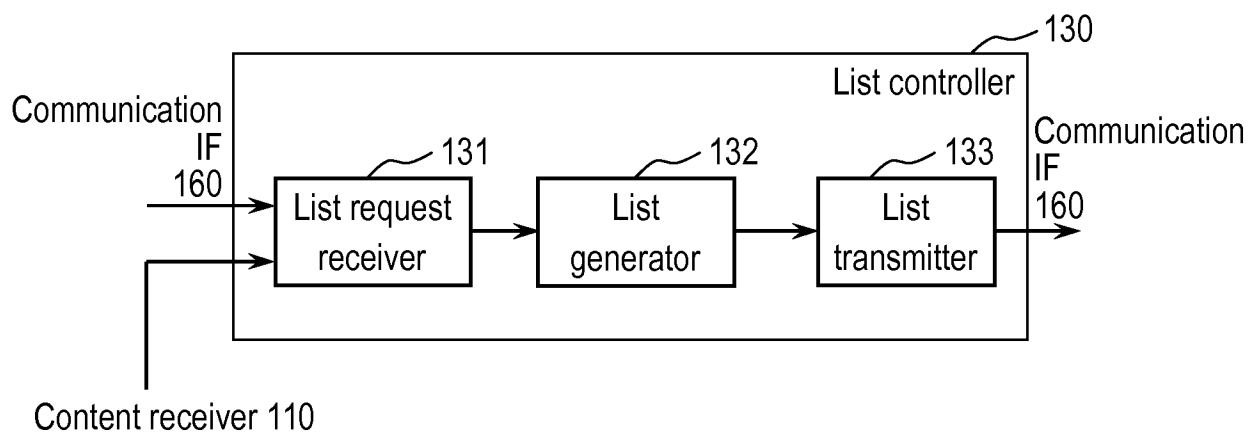 130
List controller
Communication
IF
160
Communication
IF
160
131
132
133
List request
receiver
List
generator
List
transmitter
Content receiver 110